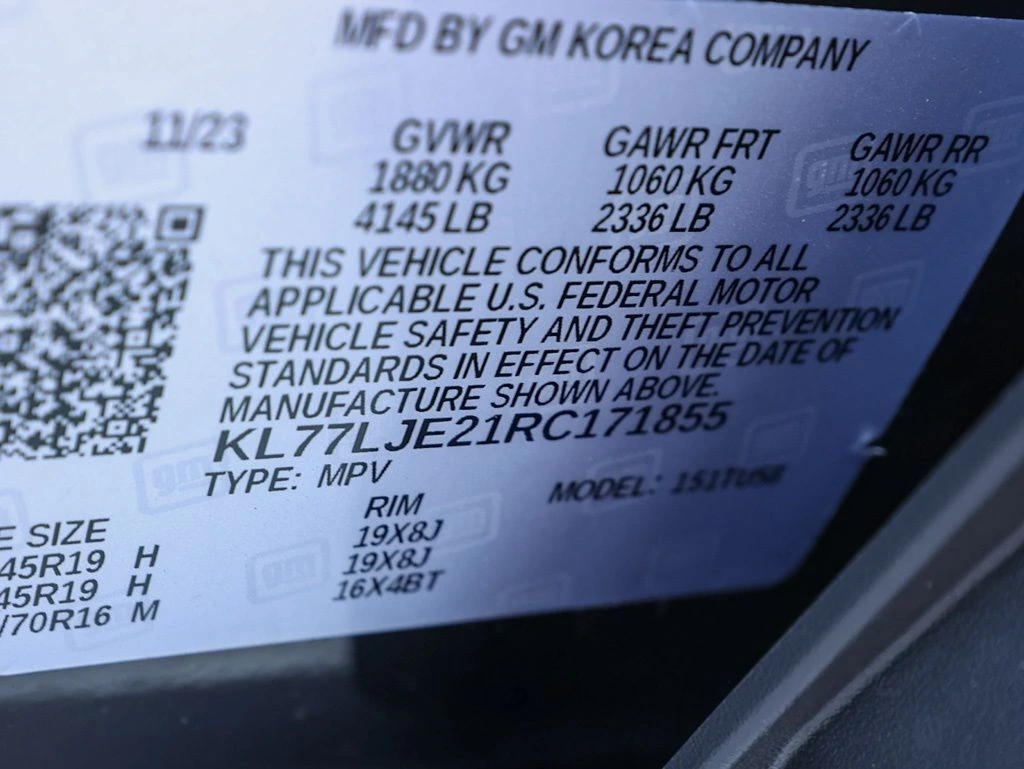 MFD BY GM KOREA COMPANY
11/23 GVWR GAWR FRT GAWR RR
1880 KG 1060 KG 1060 KG
4145 LB 2336 LB 2336 LB
THIS VEHICLE CONFORMS TO ALL
APPLICABLE U.S. FEDERAL MOTOR
VEHICLE SAFETY AND THEFT PREVENTION
STANDARDS IN EFFECT ON THE DATE OF
MANUFACTURE SHOWN ABOVE.
KL77LJE21RC171855
TYPE: MPV MODEL:
E SIZE RIM
45R19 H 19X8J
45R19 H 19X8J
/70R16 M 16X4BT
gm
gm
gm